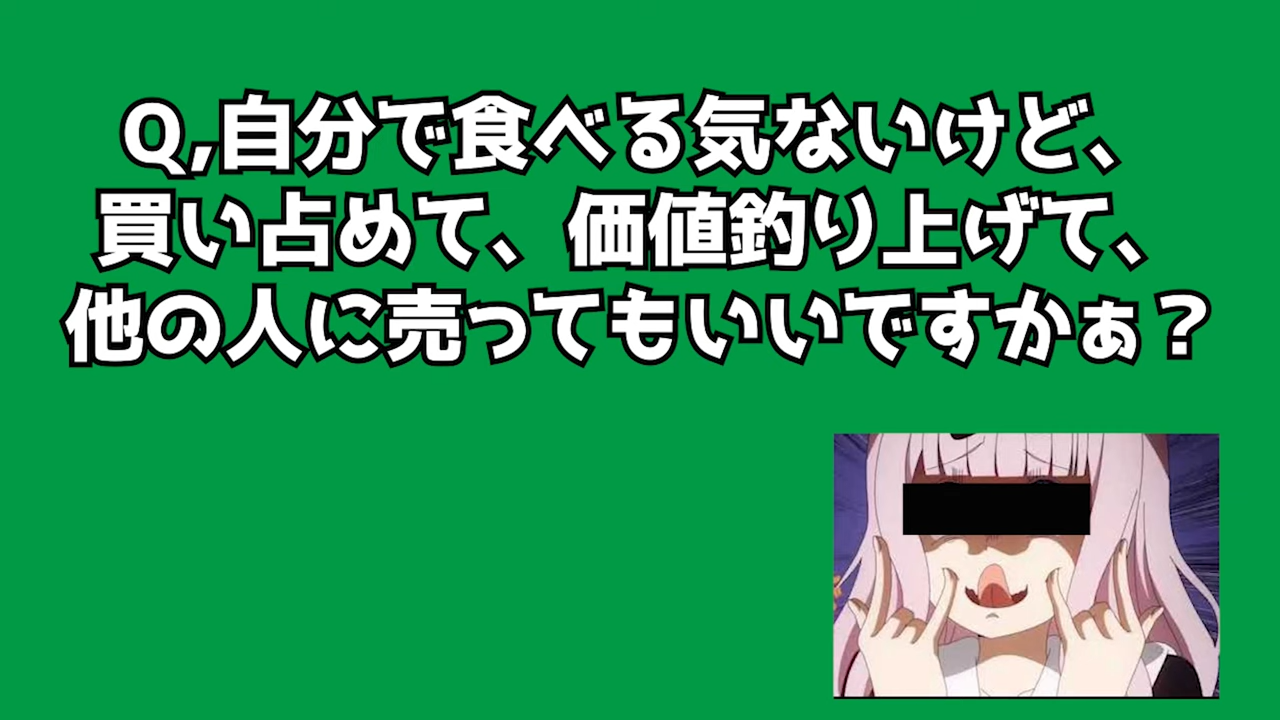 Q,自分で食べる気ないけど、
買い占めて、価値釣り上げて、
他の人に売ってもいいですかぁ？